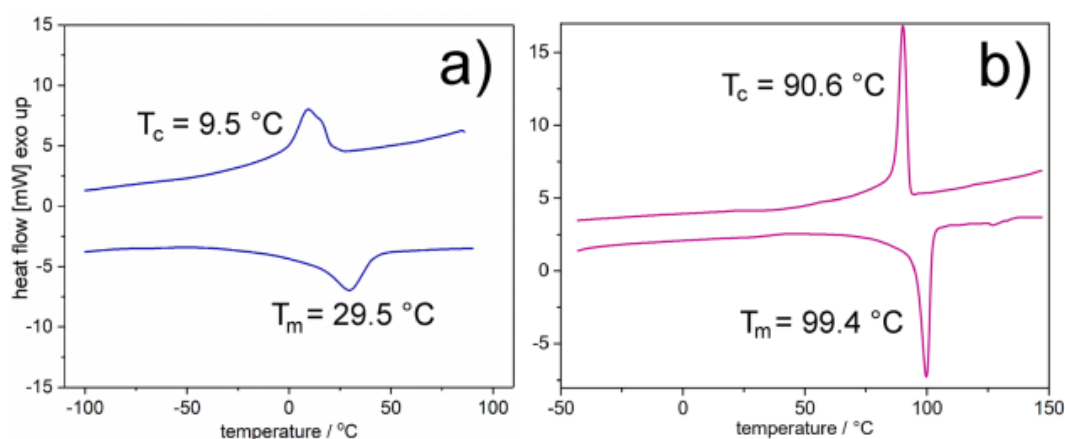 a)
T_c = 9.5 °C
T_m = 29.5 °C
15
10
5
0
-5
-10
-15
heat flow [mW] exo up
-100
-50
0
50
100
temperature / °C
b)
T_c = 90.6 °C
T_m = 99.4 °C
15
10
5
0
-5
-50
0
50
100
150
temperature / °C